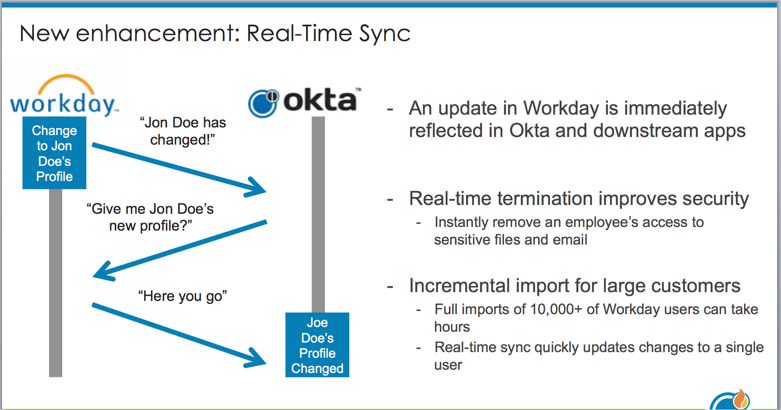 New enhancement: Real-Time Sync
workday™
okta™
Change
to Jon
Doe's
Profile
“Jon Doe has
changed!”
“Give me Jon Doe’s
new profile?”
“Here you go”
Joe
Doe’s
Profile
Changed
- An update in Workday is immediately
reflected in Okta and downstream apps
- Real-time termination improves security
- Instantly remove an employee’s access to
sensitive files and email
- Incremental import for large customers
- Full imports of 10,000+ of Workday users can take
hours
- Real-time sync quickly updates changes to a single
user